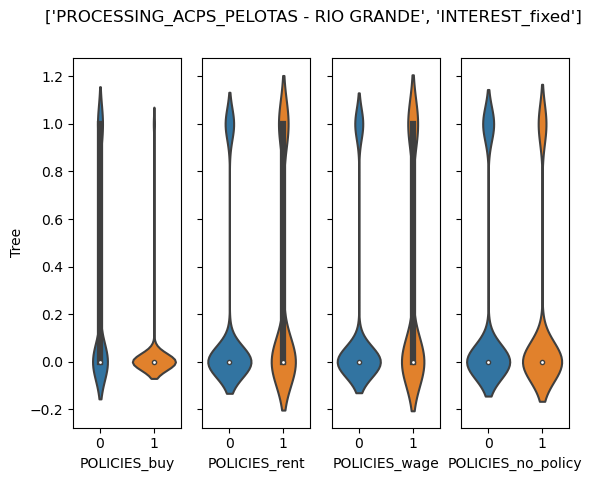 ['PROCESSING_ACPS_PELOTAS - RIO GRANDE', 'INTEREST_fixed']
1.2
1.0
0.8
0.6
0.4
0.2
0.0
−0.2
Tree
0 1 0 1 0 1 0 1
POLICIES_buy POLICIES_rent POLICIES_wage POLICIES_no_policy